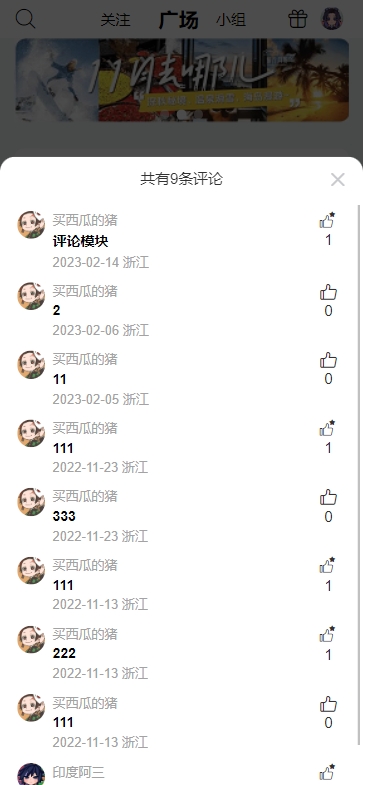 关注 广场 小组
11月去哪儿
共有9条评论
买西瓜的猪
评论模块
1
2023-02-14 浙江
买西瓜的猪
2
0
2023-02-06 浙江
买西瓜的猪
11
0
2023-02-05 浙江
买西瓜的猪
111
1
2022-11-23 浙江
买西瓜的猪
333
0
2022-11-23 浙江
买西瓜的猪
111
1
2022-11-13 浙江
买西瓜的猪
222
1
2022-11-13 浙江
买西瓜的猪
111
0
2022-11-13 浙江
印度阿三